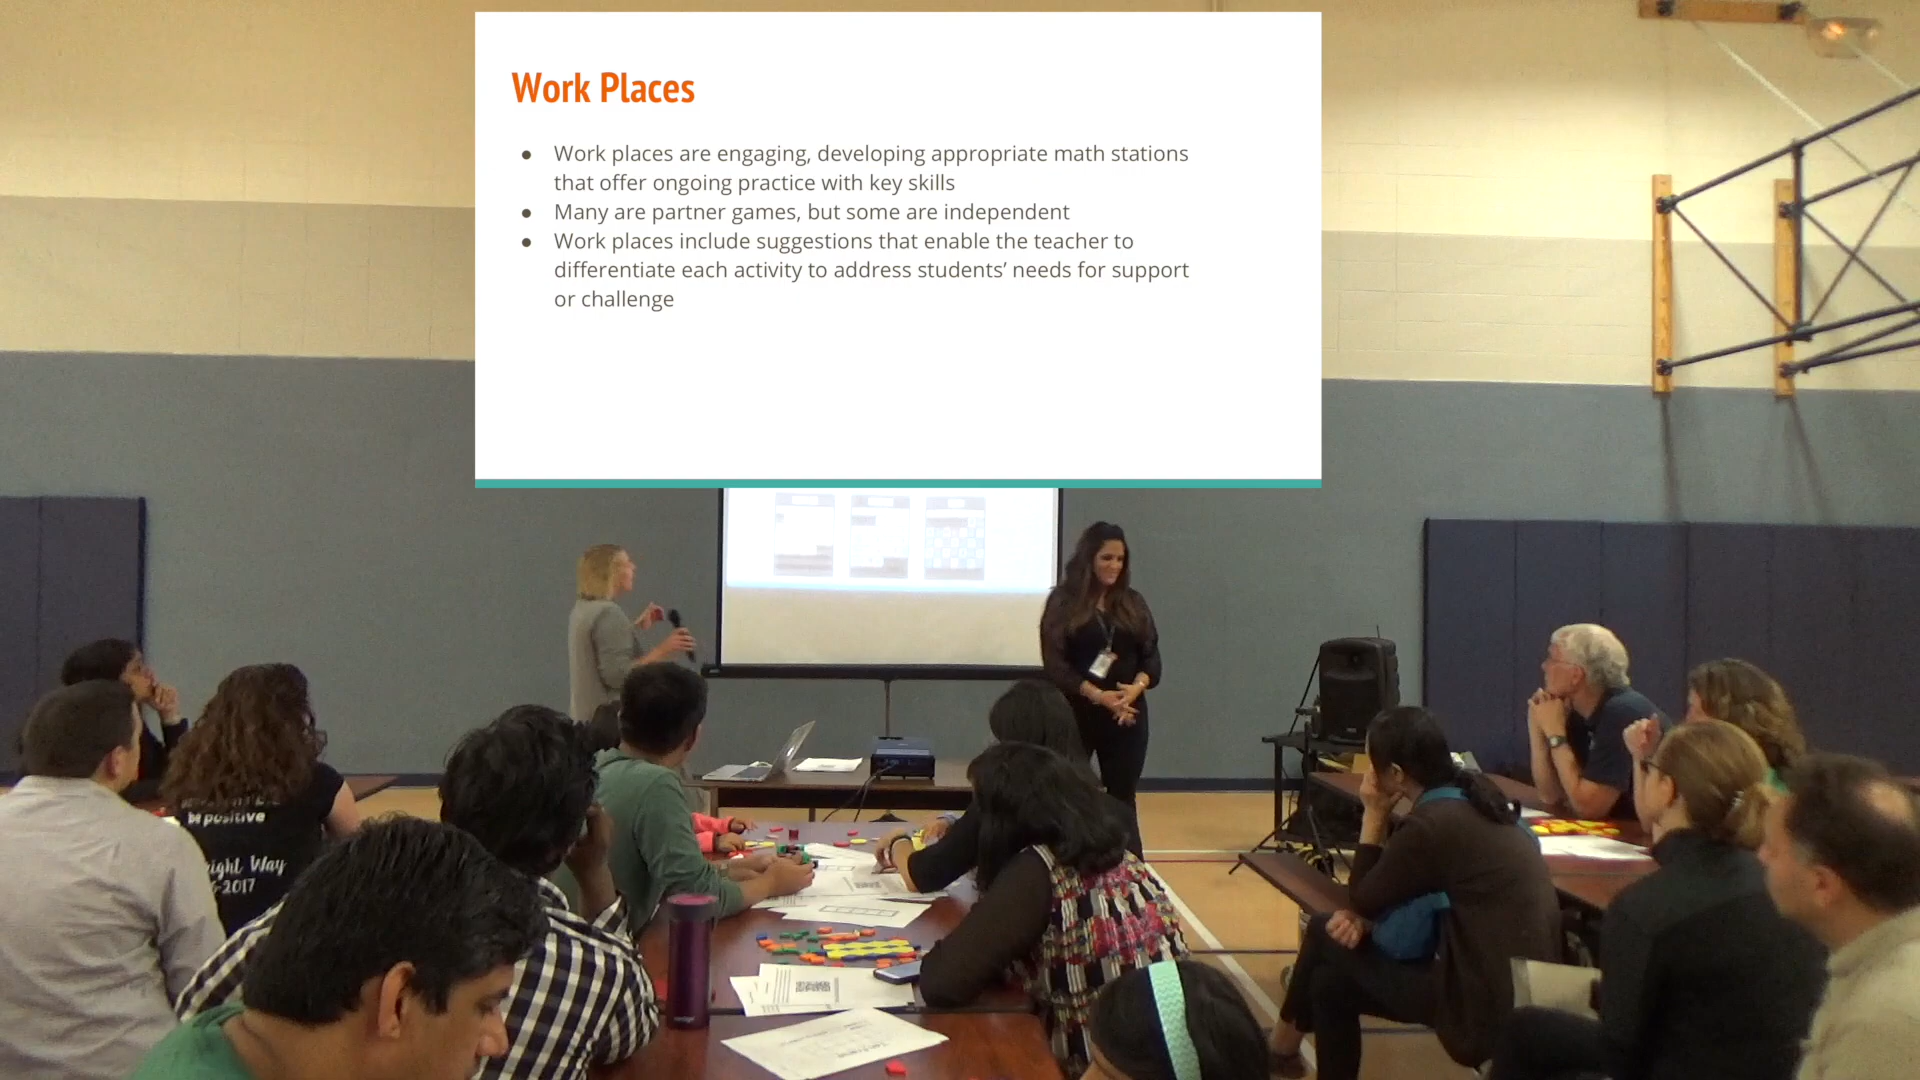 Work Places
● Work places are engaging, developing appropriate math stations
that offer ongoing practice with key skills
● Many are partner games, but some are independent
● Work places include suggestions that enable the teacher to
differentiate each activity to address students’ needs for support
or challenge
be positive
Way
-2017